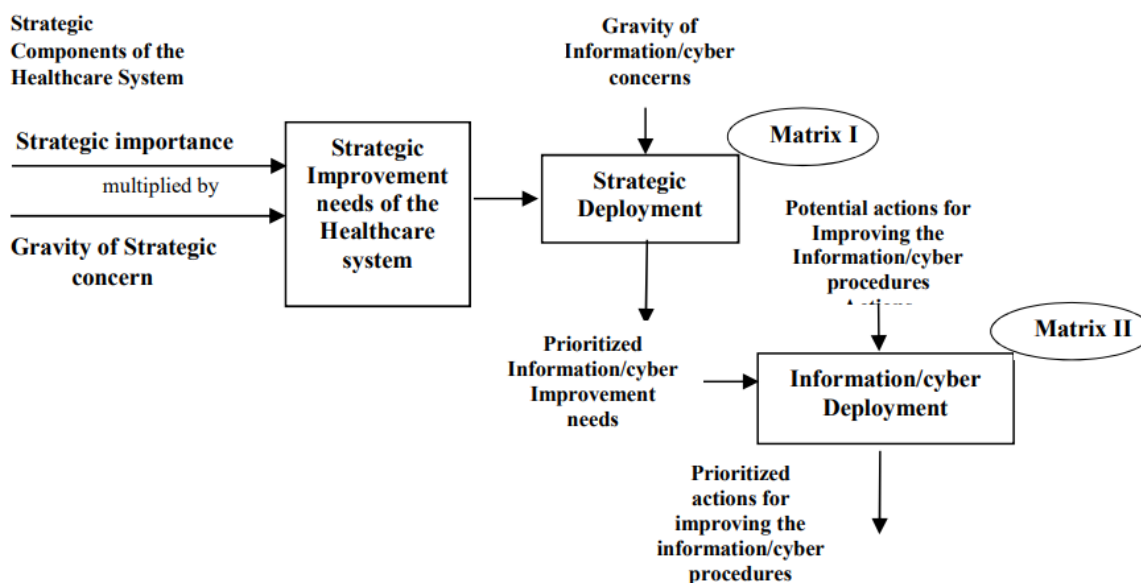 Strategic
Components of the
Healthcare System
Gravity of
Information/cyber
concerns
Strategic importance
multiplied by
Gravity of Strategic
concern
Strategic
Improvement
needs of the
Healthcare
system
Strategic
Deployment
Matrix I
Potential actions for
Improving the
Information/cyber
procedures
Prioritized
Information/cyber
Improvement
needs
Information/cyber
Deployment
Matrix II
Prioritized
actions for
improving the
information/cyber
procedures